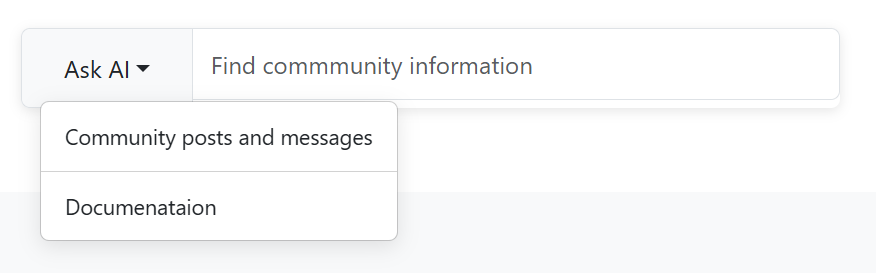 Ask AI
Find commmunity information
Community posts and messages
Documenataion